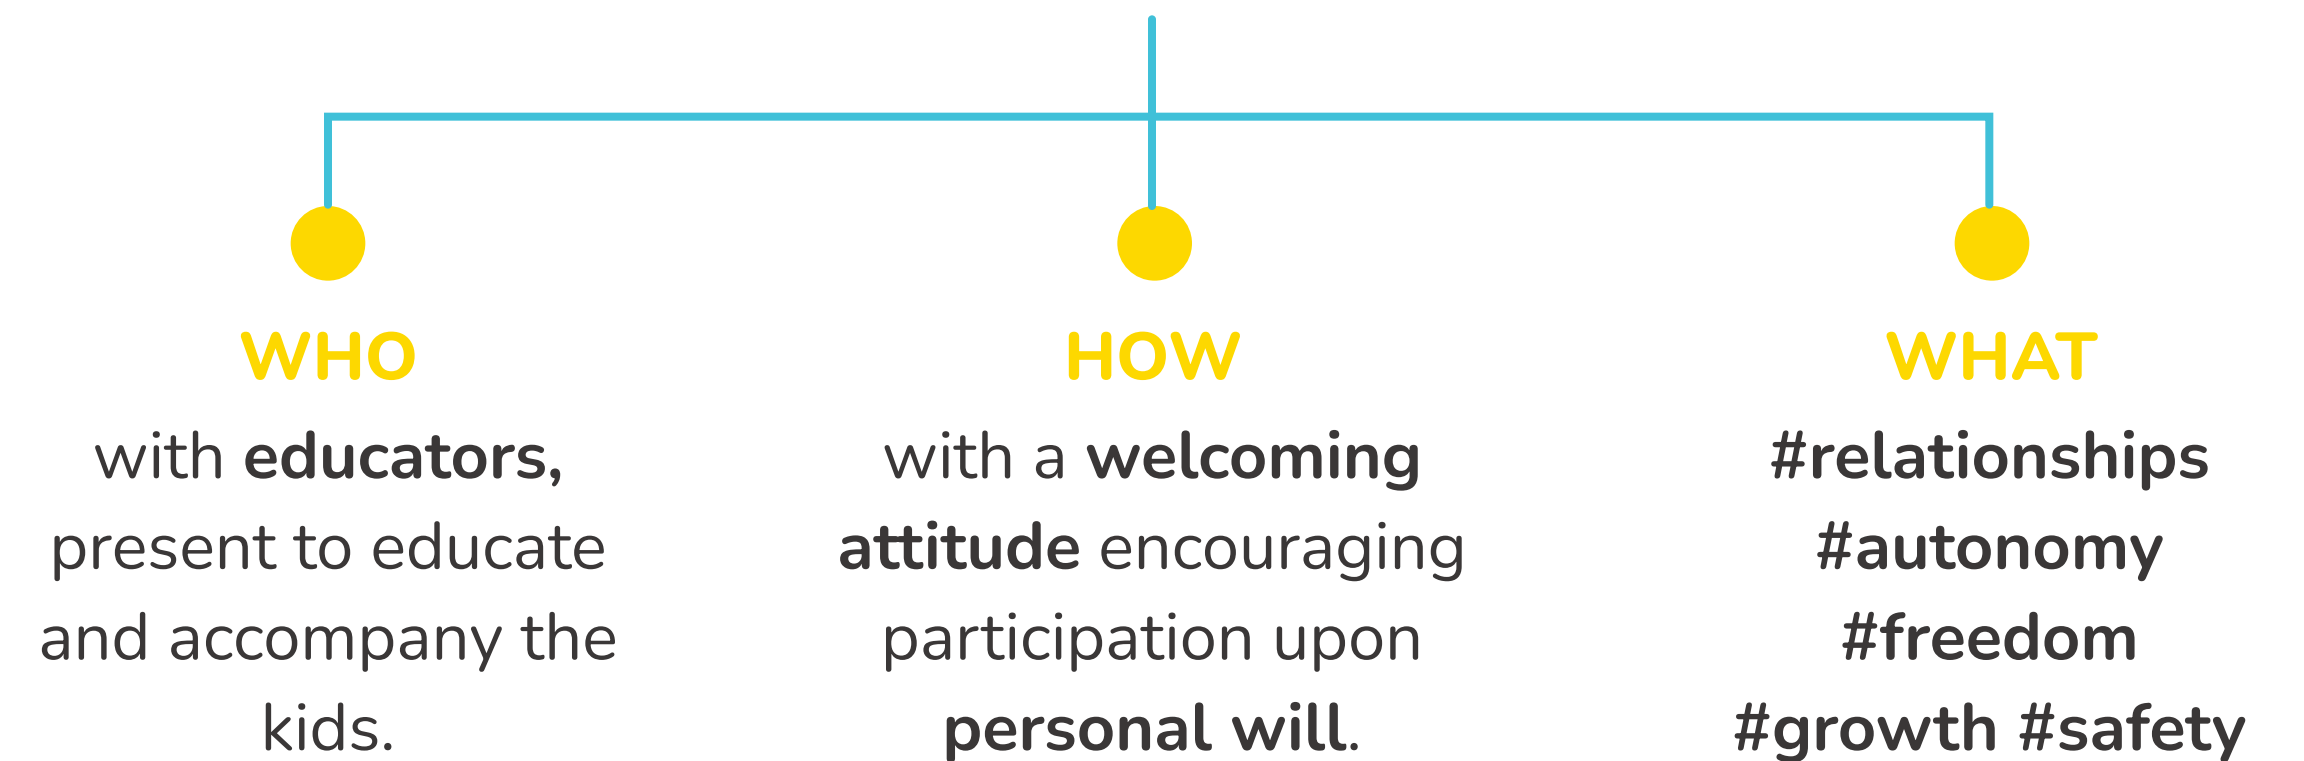 WHO
with educators,
present to educate
and accompany the
kids.
HOW
with a welcoming
attitude encouraging
participation upon
personal will.
WHAT
#relationships
#autonomy
#freedom
#growth #safety